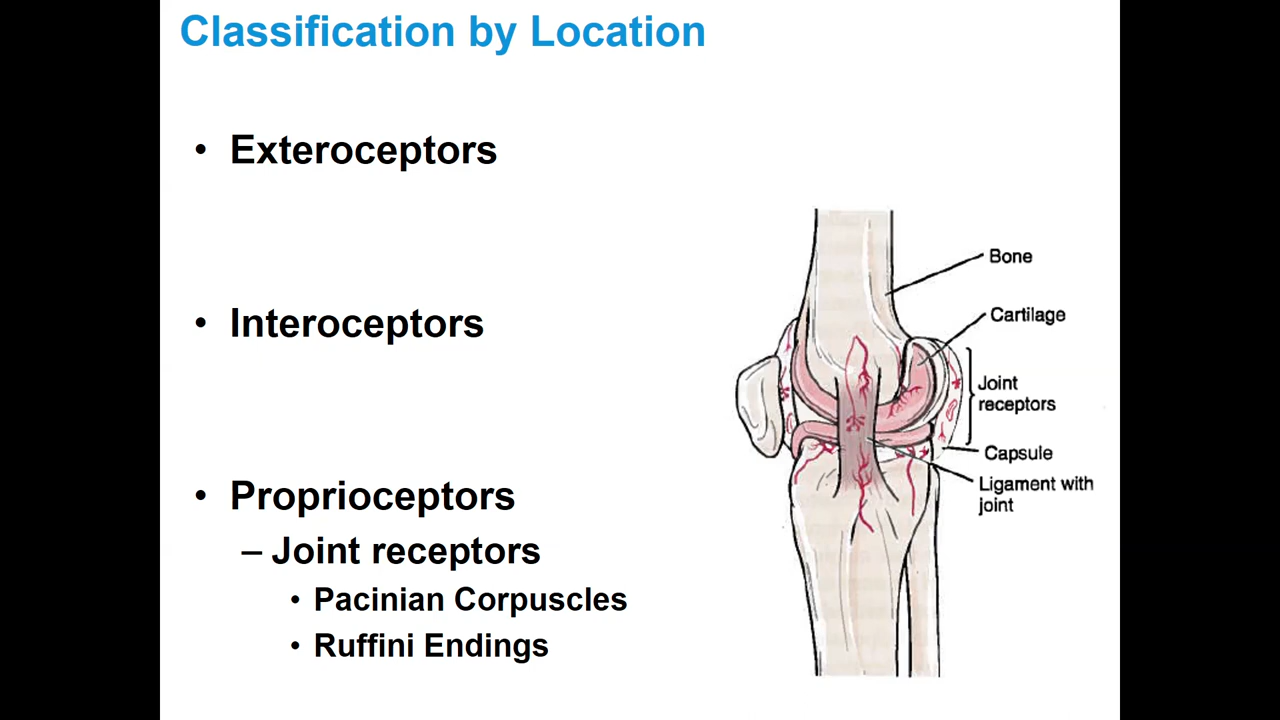 Classification by Location
• Exteroceptors
• Interoceptors
• Proprioceptors
– Joint receptors
• Pacinian Corpuscles
• Ruffini Endings
Bone
Cartilage
Joint
receptors
Capsule
Ligament with
joint